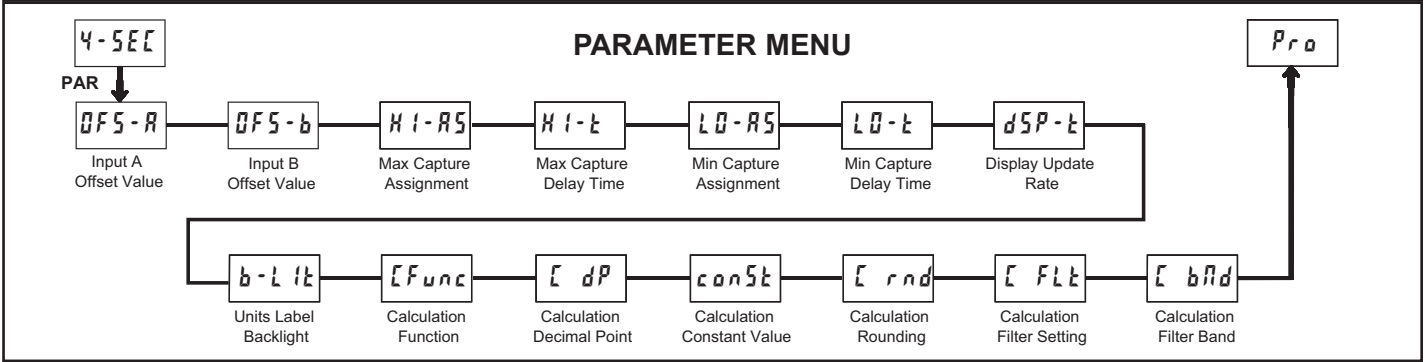 4-SEC
PARAMETER MENU
Pro
PAR
OFS-A
OFS-b
HI-AS
HI-t
LO-AS
LO-t
dSP-t
Input A
Offset Value
Input B
Offset Value
Max Capture
Assignment
Max Capture
Delay Time
Min Capture
Assignment
Min Capture
Delay Time
Display Update
Rate
b-LIt
CFunc
C dP
conSt
C rnd
C FLt
C bNd
Units Label
Backlight
Calculation
Function
Calculation
Decimal Point
Calculation
Constant Value
Calculation
Rounding
Calculation
Filter Setting
Calculation
Filter Band